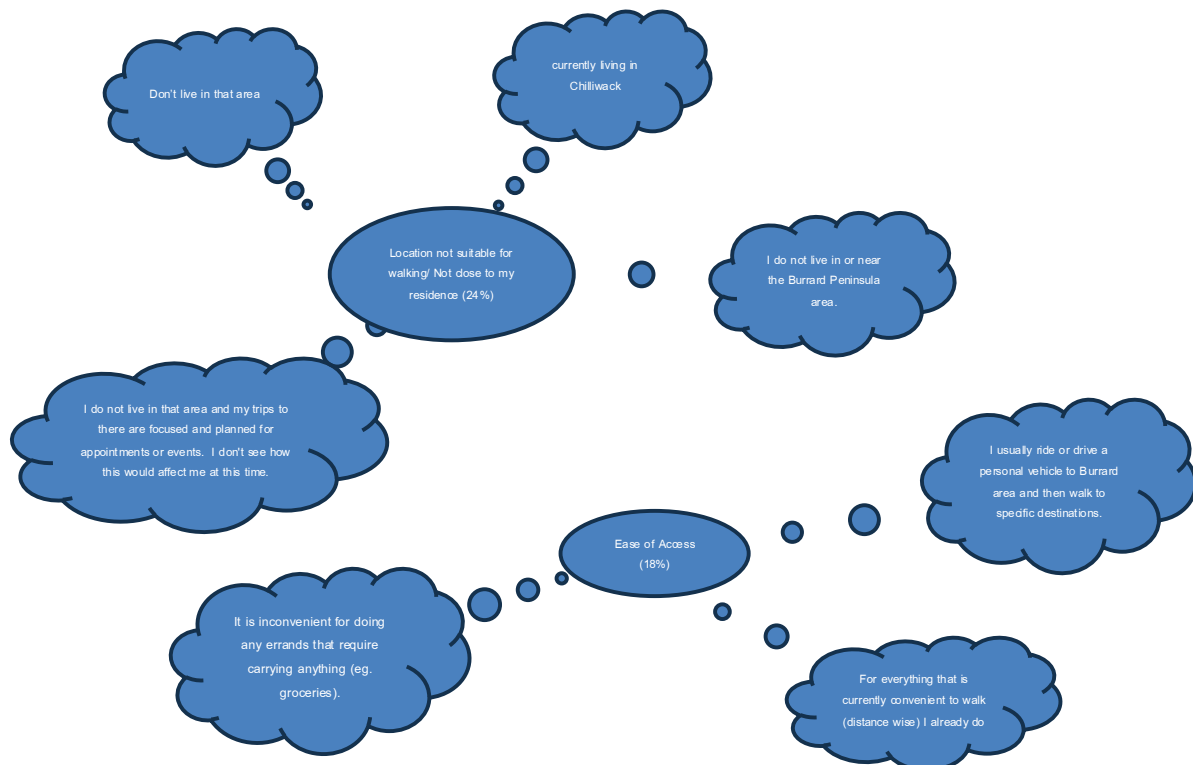 Don't live in that area
currently living in
Chilliwack
Location not suitable for
walking/ Not close to my
residence (24%)
I do not live in or near
the Burrard Peninsula
area.
I do not live in that area and my trips to
there are focused and planned for
appointments or events.  I don't see how
this would affect me at this time.
I usually ride or drive a
personal vehicle to Burrard
area and then walk to
specific destinations.
Ease of Access
(18%)
It is inconvenient for doing
any errands that require
carrying anything (eg.
groceries).
For everything that is
currently convenient to walk
(distance wise) I already do